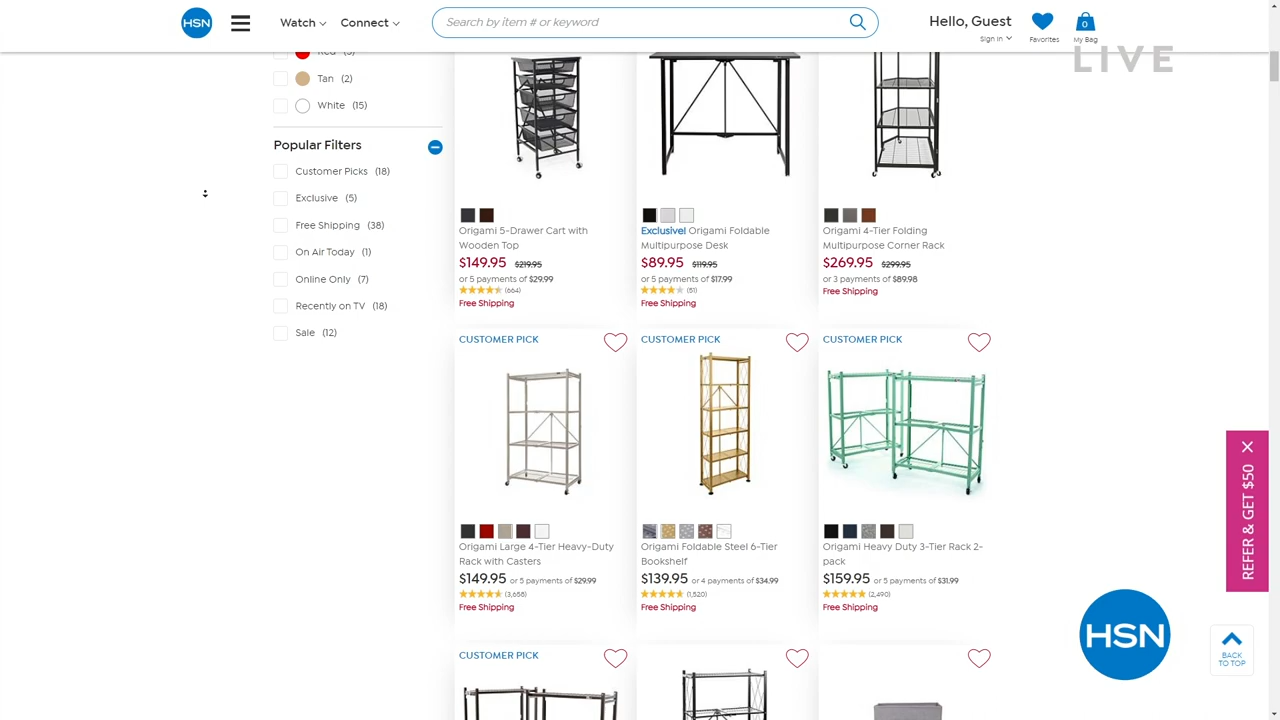 HSN
Watch
Connect
Search by item # or keyword
Hello, Guest
Sign In
Favorites
0
My Bag
LIVE
Red (3)
Tan (2)
White (15)
Popular Filters
Customer Picks (18)
Exclusive (5)
Free Shipping (38)
On Air Today (1)
Online Only (7)
Recently on TV (18)
Sale (12)
Origami 5-Drawer Cart with
Wooden Top
$149.95 $219.95
or 5 payments of $29.99
(664)
Free Shipping
Exclusive! Origami Foldable
Multipurpose Desk
$89.95 $119.95
or 5 payments of $17.99
(51)
Free Shipping
Origami 4-Tier Folding
Multipurpose Corner Rack
$269.95 $299.95
or 3 payments of $89.98
Free Shipping
CUSTOMER PICK
Origami Large 4-Tier Heavy-Duty
Rack with Casters
$149.95 or 5 payments of $29.99
(3,658)
Free Shipping
CUSTOMER PICK
Origami Foldable Steel 6-Tier
Bookshelf
$139.95 or 4 payments of $34.99
(1,520)
Free Shipping
CUSTOMER PICK
Origami Heavy Duty 3-Tier Rack 2-
pack
$159.95 or 5 payments of $31.99
(2,490)
Free Shipping
CUSTOMER PICK
REFER & GET $50
HSN
BACK
TO TOP